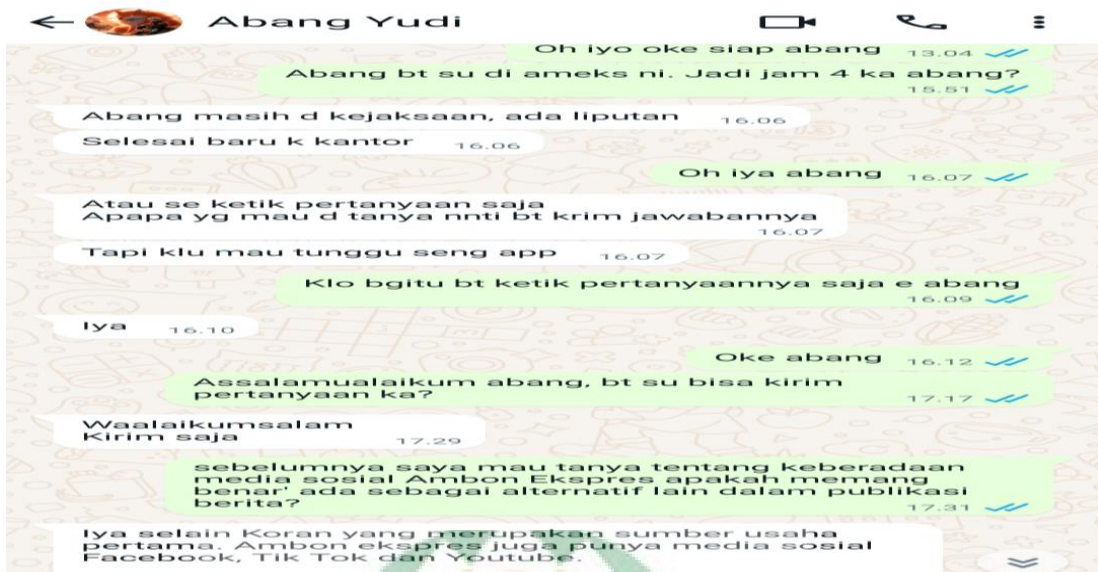 Abang Yudi
Oh iyo oke siap abang 13.04
Abang bt su di ameks ni. Jadi jam 4 ka abang?
15.51
Abang masih d kejaksaan, ada liputan 16.06
Selesai baru k kantor 16.06
Oh iya abang 16.07
Atau se ketik pertanyaan saja
Apapa yg mau d tanya nnti bt krim jawabannya
16.07
Tapi klu mau tunggu seng app 16.07
Klo bgitu bt ketik pertanyaannya saja e abang
16.09
Iya 16.10
Oke abang 16.12
Assalamualaikum abang, bt su bisa kirim
pertanyaan ka?
17.17
Waalaikumsalam
Kirim saja 17.29
sebelumnya saya mau tanya tentang keberadaan
media sosial Ambon Ekspres apakah memang
benar' ada sebagai alternatif lain dalam publikasi
berita?
17.31
Iya selain Koran yang merupakan sumber usaha
pertama, Ambon ekspres juga punya media sosial
Facebook, Tik Tok dan Youtube.